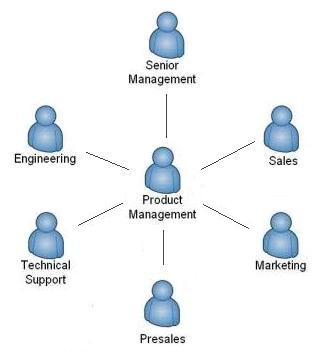 Senior
Management
Engineering
Sales
Product
Management
Technical
Support
Marketing
Presales